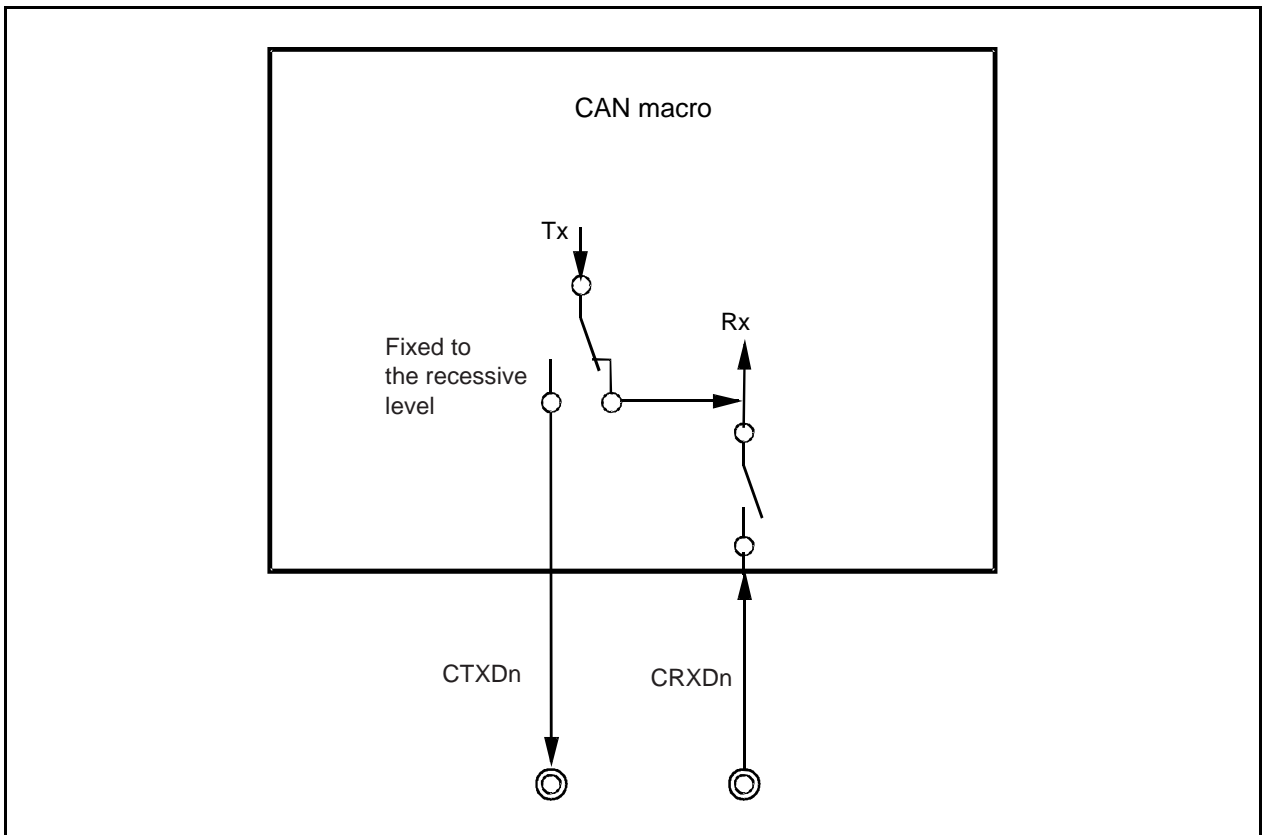 CAN macro
Tx
Rx
Fixed to
the recessive
level
CTXDn
CRXDn